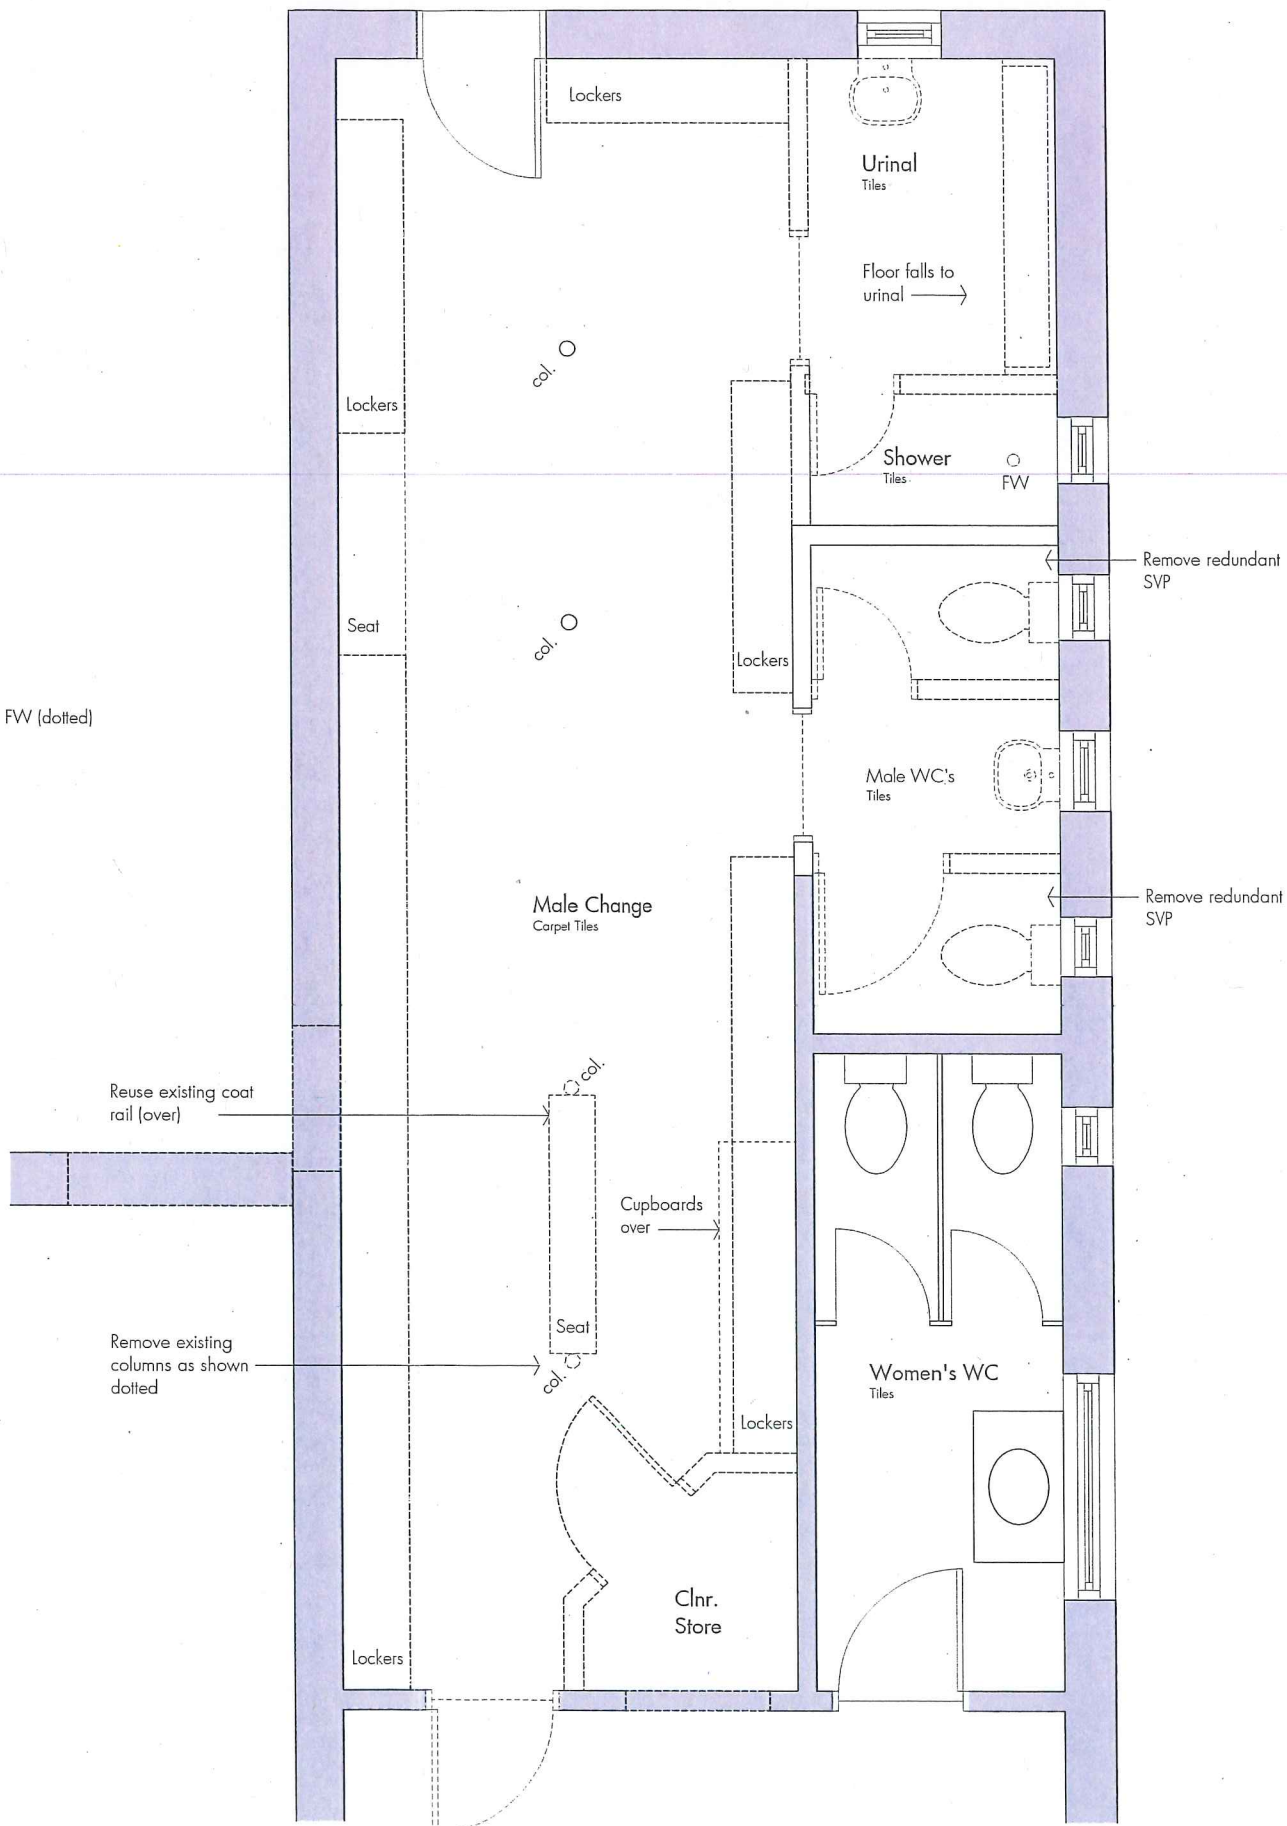 Lockers
Urinal
Tiles
Floor falls to
urinal
col.
Lockers
Shower
Tiles
FW
Remove redundant
SVP
Seat
col.
Lockers
FW (dotted)
Male WC's
Tiles
Male Change
Carpet Tiles
Remove redundant
SVP
col.
Reuse existing coat
rail (over)
Cupboards
over
Seat
Remove existing
columns as shown
dotted
col.
Women's WC
Tiles
Lockers
Clnr.
Store
Lockers